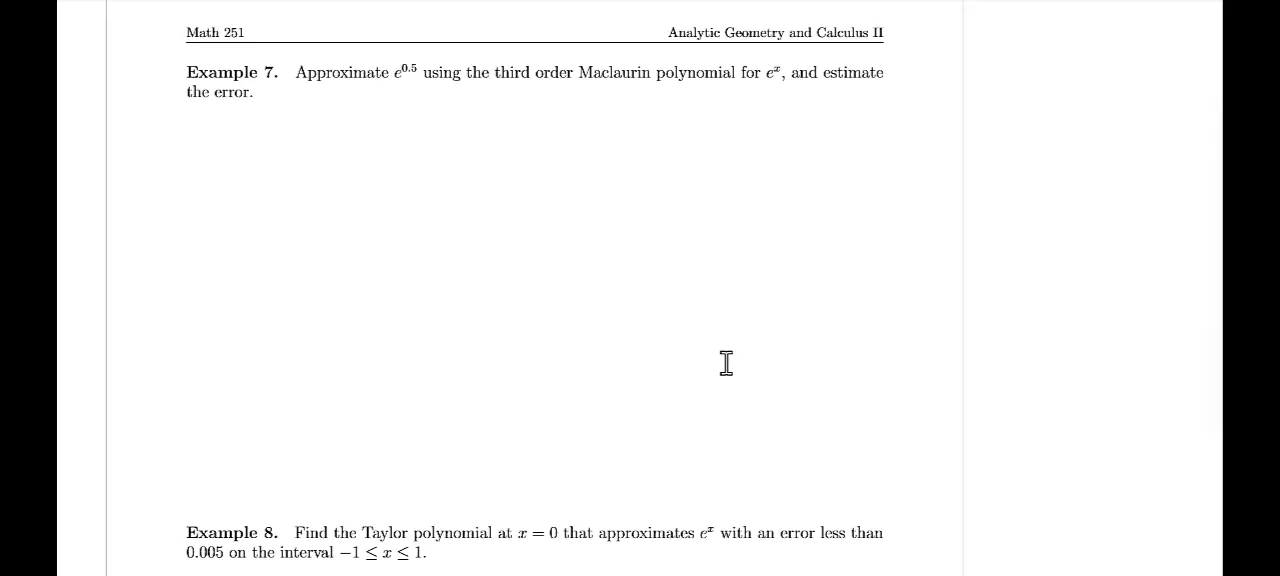 Math 251 Analytic Geometry and Calculus II
Example 7. Approximate e^0.5 using the third order Maclaurin polynomial for e^x, and estimate
the error.
Example 8. Find the Taylor polynomial at x = 0 that approximates e^x with an error less than
0.005 on the interval −1 ≤ x ≤ 1.